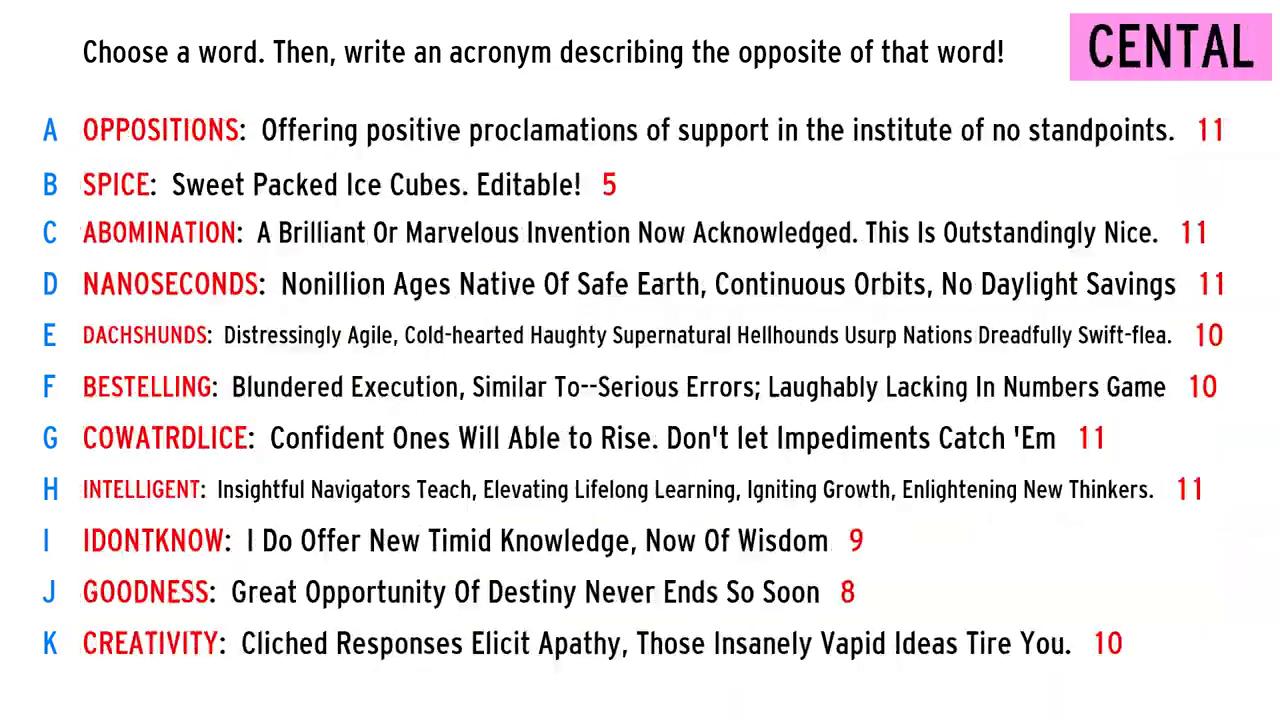 Choose a word. Then, write an acronym describing the opposite of that word!
CENTAL
A OPPOSITIONS: Offering positive proclamations of support in the institute of no standpoints. 11
B SPICE: Sweet Packed Ice Cubes. Editable! 5
C ABOMINATION: A Brilliant Or Marvelous Invention Now Acknowledged. This Is Outstandingly Nice. 11
D NANOSECONDS: Nonillion Ages Native Of Safe Earth, Continuous Orbits, No Daylight Savings 11
E DACHSHUNDS: Distressingly Agile, Cold-hearted Haughty Supernatural Hellhounds Usurp Nations Dreadfully Swift-flea. 10
F BESTELLING: Blundered Execution, Similar To--Serious Errors; Laughably Lacking In Numbers Game 10
G COWATRDLICE: Confident Ones Will Able to Rise. Don't let Impediments Catch 'Em 11
H INTELLIGENT: Insightful Navigators Teach, Elevating Lifelong Learning, Igniting Growth, Enlightening New Thinkers. 11
I IDONTKNOW: I Do Offer New Timid Knowledge, Now Of Wisdom 9
J GOODNESS: Great Opportunity Of Destiny Never Ends So Soon 8
K CREATIVITY: Cliched Responses Elicit Apathy, Those Insanely Vapid Ideas Tire You. 10